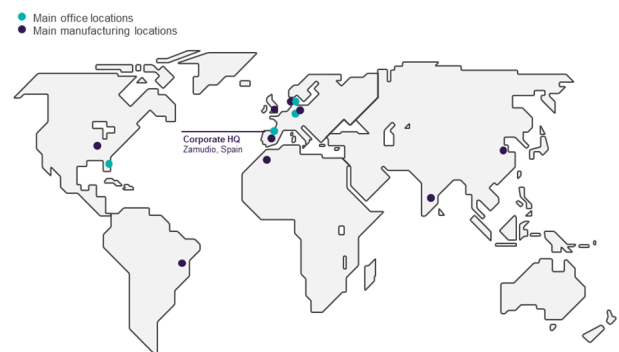 Main office locations
Main manufacturing locations
Corporate HQ
Zamudio, Spain